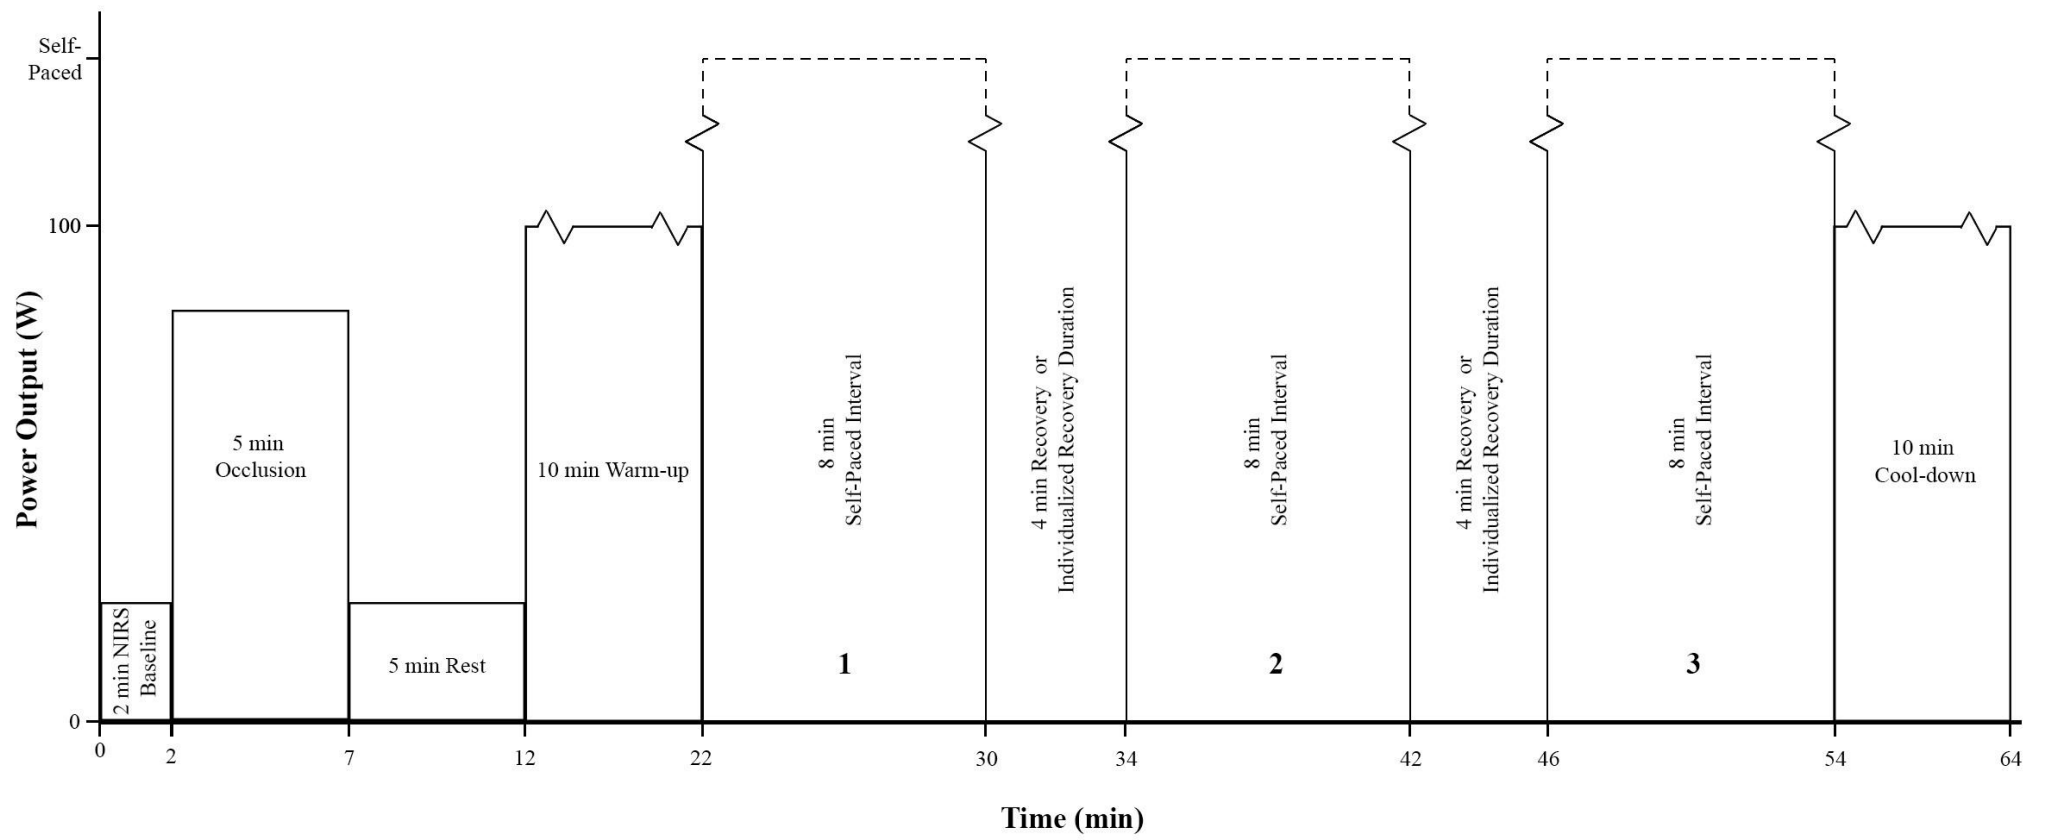 Self-
Paced
100
0
Power Output (W)
2 min NIRS
Baseline
5 min
Occlusion
5 min Rest
10 min Warm-up
8 min
Self-Paced Interval
1
4 min Recovery or
Individualized Recovery Duration
8 min
Self-Paced Interval
2
4 min Recovery or
Individualized Recovery Duration
8 min
Self-Paced Interval
3
10 min
Cool-down
0 2 7 12 22 30 34 42 46 54 64
Time (min)